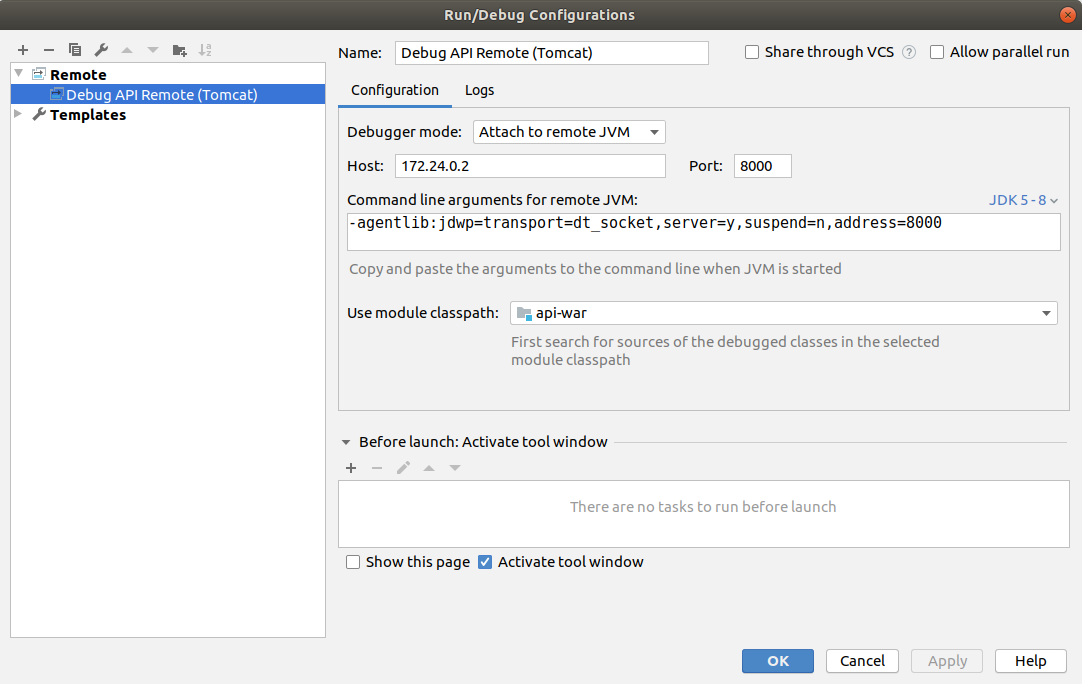 Run/Debug Configurations
Remote
Debug API Remote (Tomcat)
Templates
Name: Debug API Remote (Tomcat)
Share through VCS ? Allow parallel run
Configuration Logs
Debugger mode: Attach to remote JVM
Host: 172.24.0.2 Port: 8000
Command line arguments for remote JVM: JDK 5 - 8
-agentlib:jdwp=transport=dt_socket,server=y,suspend=n,address=8000
Copy and paste the arguments to the command line when JVM is started
Use module classpath: api-war
First search for sources of the debugged classes in the selected
module classpath
Before launch: Activate tool window
There are no tasks to run before launch
Show this page Activate tool window
OK Cancel Apply Help